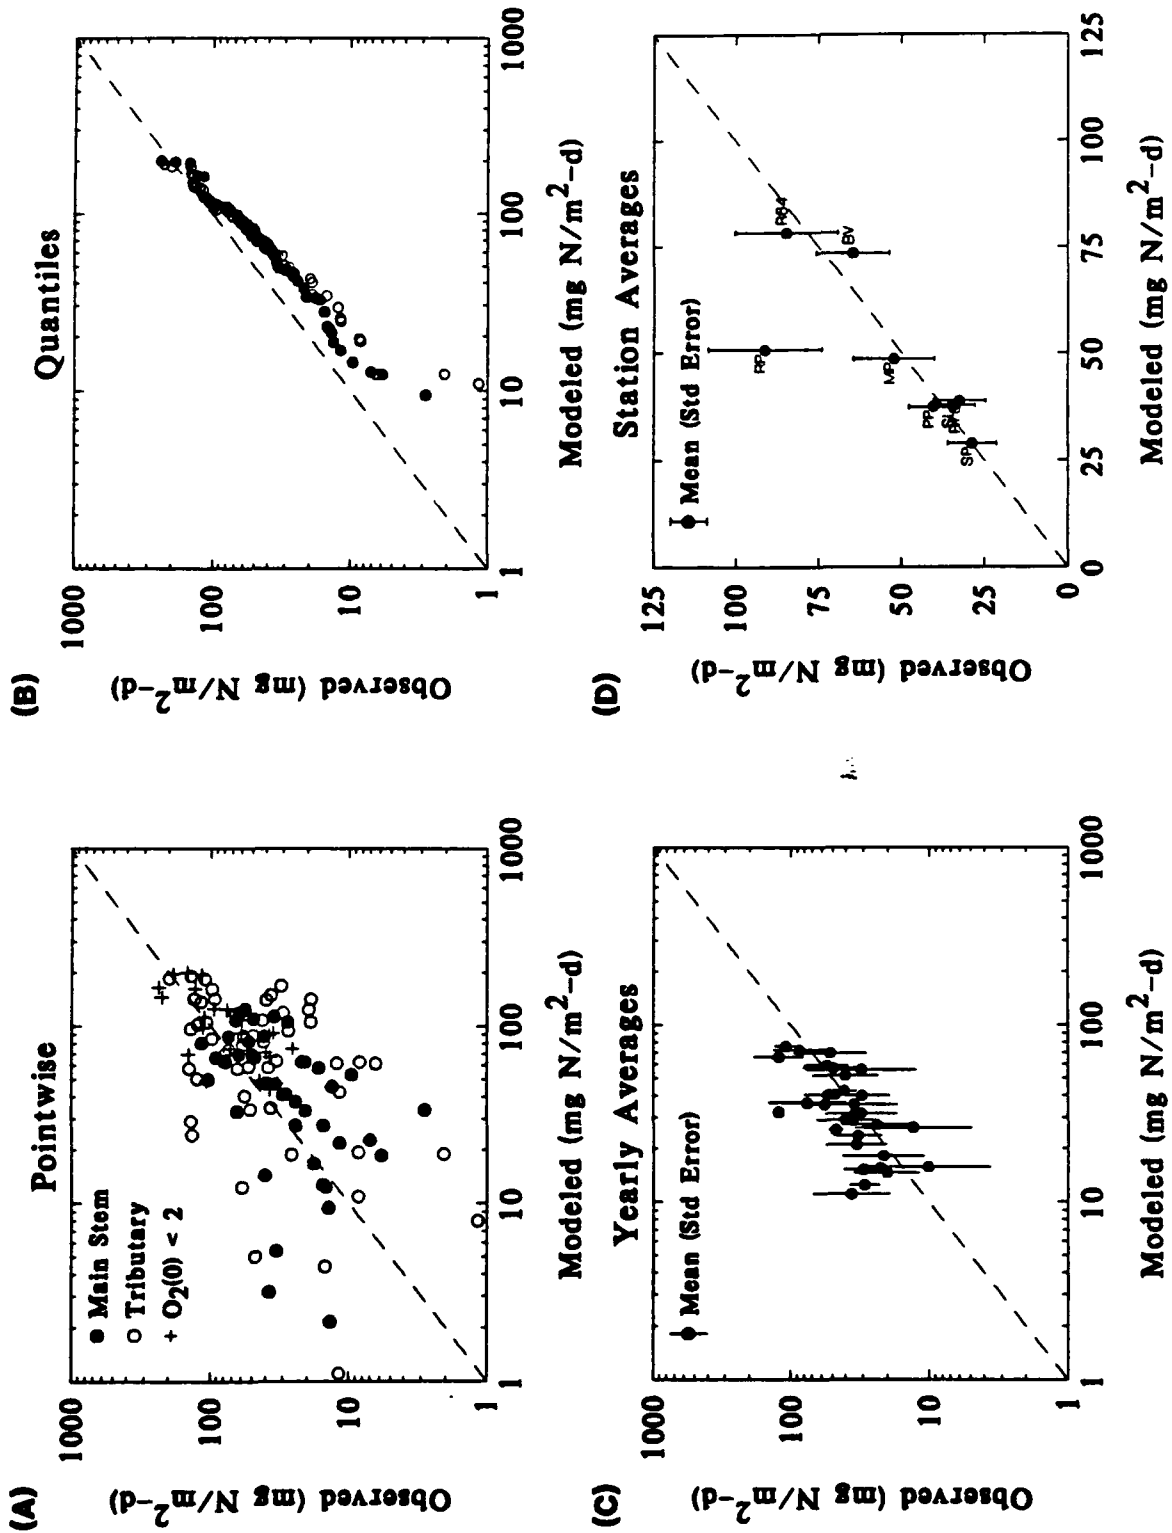 (A)
Pointwise
● Main Stem
○ Tributary
+ O₂(0) < 2
1000
100
10
1
Observed (mg N/m²-d)
1
10
100
1000
Modeled (mg N/m²-d)
(B)
Quantiles
1000
100
10
1
Observed (mg N/m²-d)
1
10
100
1000
Modeled (mg N/m²-d)
(C)
Yearly Averages
Mean (Std Error)
1000
100
10
1
Observed (mg N/m²-d)
1
10
100
1000
Modeled (mg N/m²-d)
(D)
Station Averages
Mean (Std Error)
125
100
75
50
25
0
Observed (mg N/m²-d)
0
25
50
75
100
125
Modeled (mg N/m²-d)
RP
R64
BV
MP
PP
SP